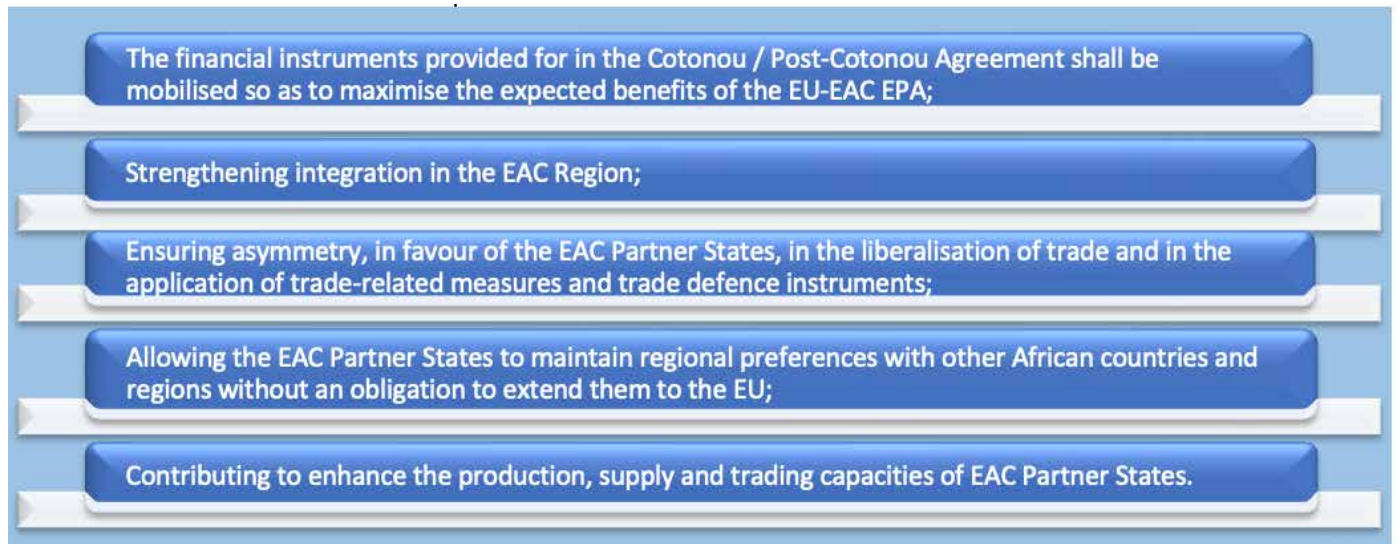 The financial instruments provided for in the Cotonou / Post-Cotonou Agreement shall be
mobilised so as to maximise the expected benefits of the EU-EAC EPA;
Strengthening integration in the EAC Region;
Ensuring asymmetry, in favour of the EAC Partner States, in the liberalisation of trade and in the
application of trade-related measures and trade defence instruments;
Allowing the EAC Partner States to maintain regional preferences with other African countries and
regions without an obligation to extend them to the EU;
Contributing to enhance the production, supply and trading capacities of EAC Partner States.